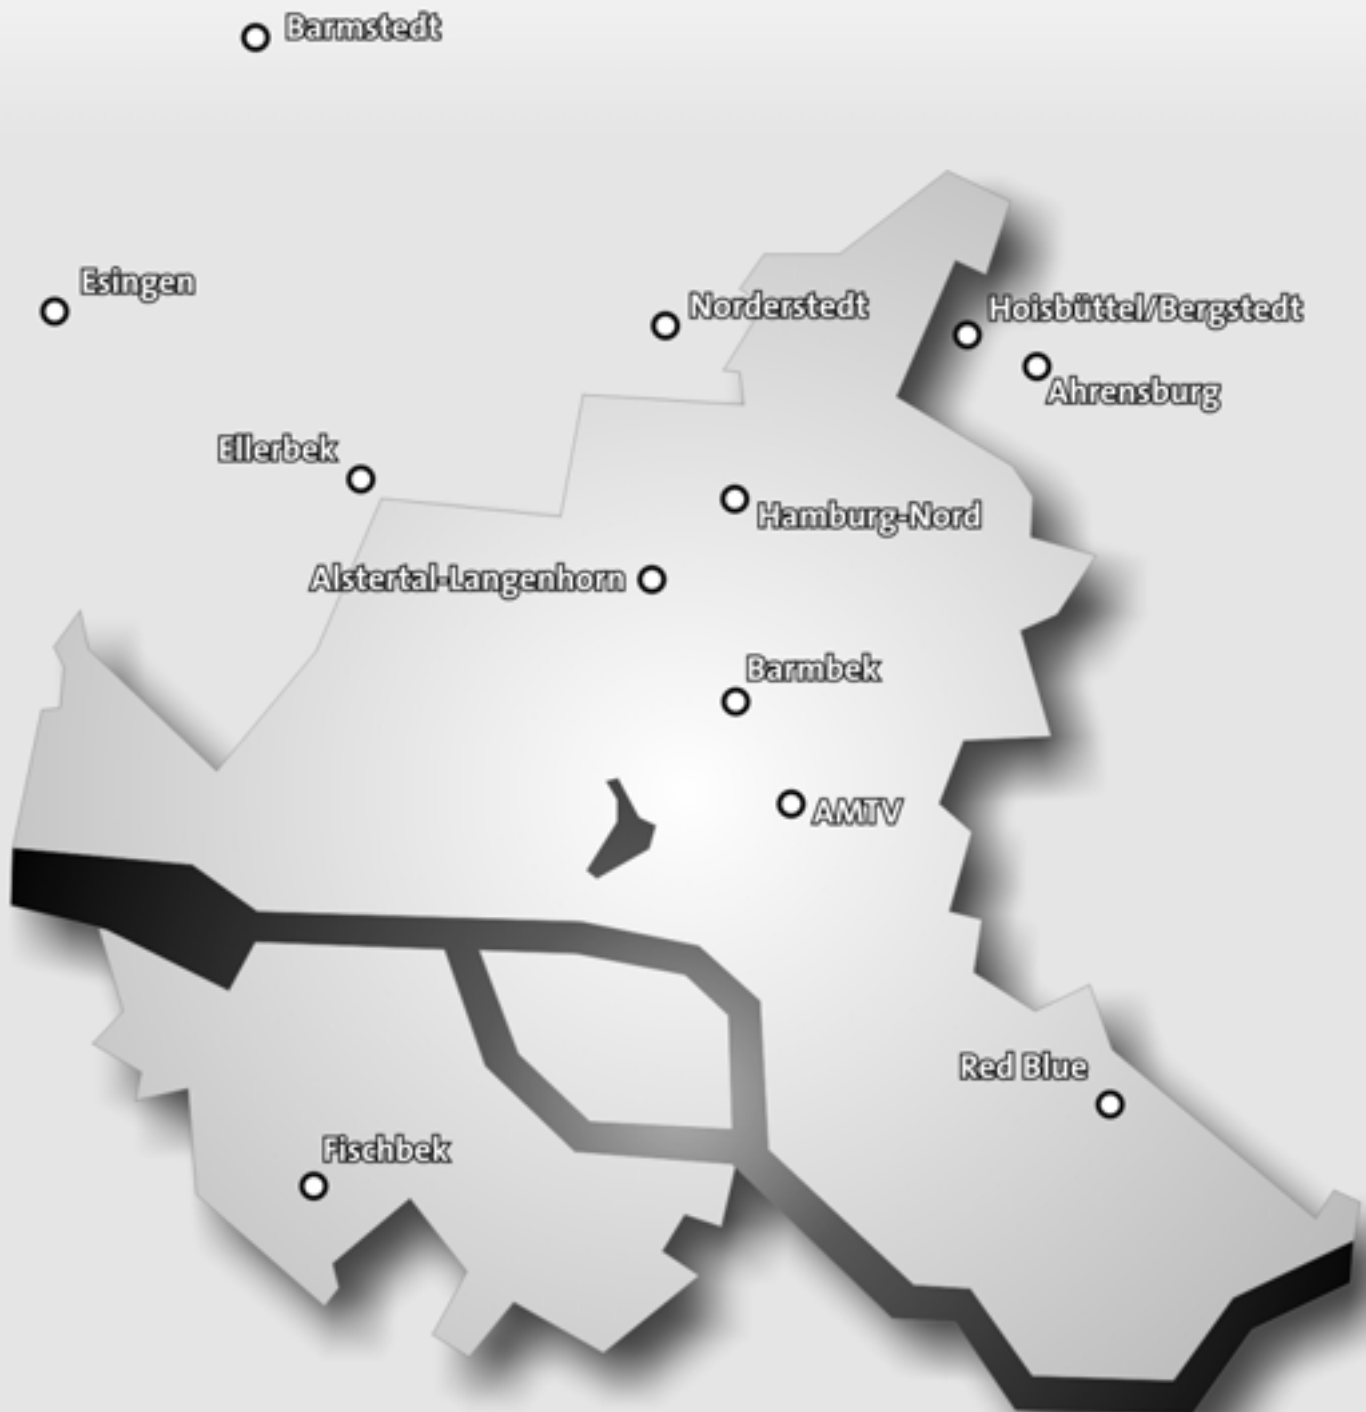 Barmstedt
Esingen
Norderstedt
Hoisbüttel/Bergstedt
Ahrensburg
Ellerbek
Hamburg-Nord
Alstertal-Langenhorn
Barmbek
AMTV
Red Blue
Fischbek